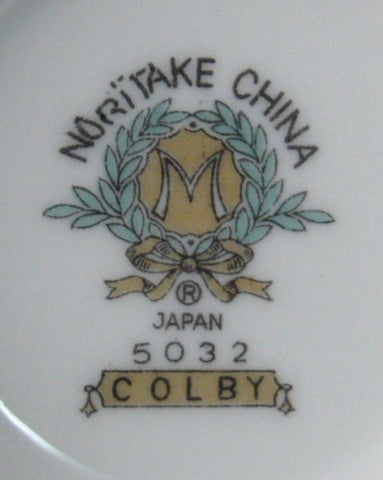 NORITAKE CHINA
M
®
JAPAN
5032
COLBY